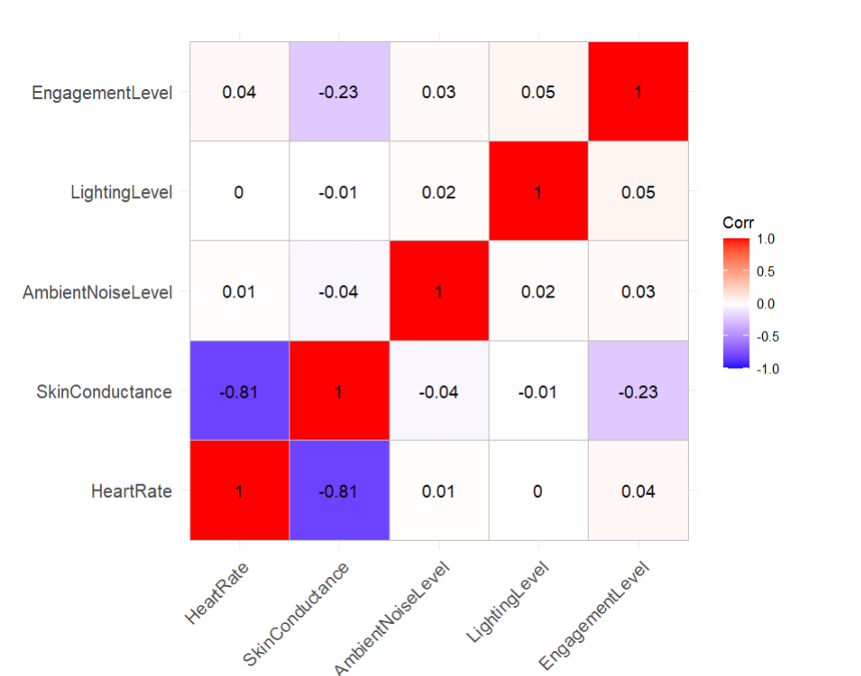 EngagementLevel 0.04 -0.23 0.03 0.05 1
LightingLevel 0 -0.01 0.02 1 0.05
AmbientNoiseLevel 0.01 -0.04 1 0.02 0.03
SkinConductance -0.81 1 -0.04 -0.01 -0.23
HeartRate 1 -0.81 0.01 0 0.04
HeartRate SkinConductance AmbientNoiseLevel LightingLevel EngagementLevel
Corr
1.0
0.5
0.0
-0.5
-1.0